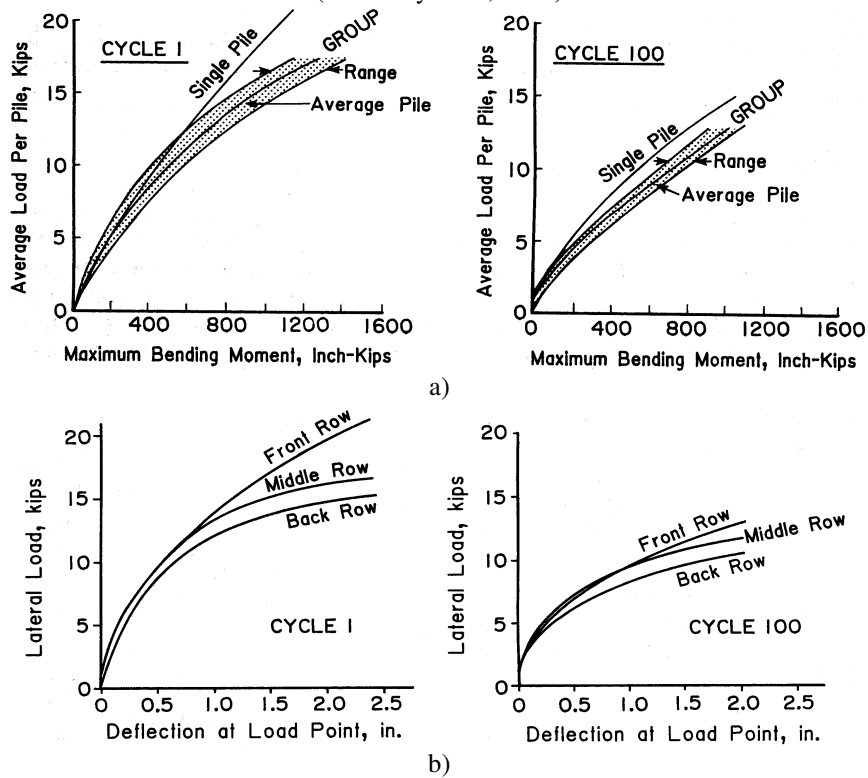 20
15
10
5
0
CYCLE 1
Single Pile
GROUP
Range
Average Pile
Average Load Per Pile, Kips
400
800
1200
1600
Maximum Bending Moment, Inch-Kips
20
15
10
5
0
CYCLE 100
Single Pile
GROUP
Range
Average Pile
Average Load Per Pile, Kips
0
400
800
1200
1600
Maximum Bending Moment, Inch-Kips
a)
20
15
10
5
0
Front Row
Middle Row
Back Row
CYCLE 1
Lateral Load, kips
0
0.5
1.0
1.5
2.0
2.5
Deflection at Load Point, in.
20
15
10
5
0
Front Row
Middle Row
Back Row
CYCLE 100
Lateral Load, kips
0
0.5
1.0
1.5
2.0
2.5
Deflection at Load Point, in.
b)